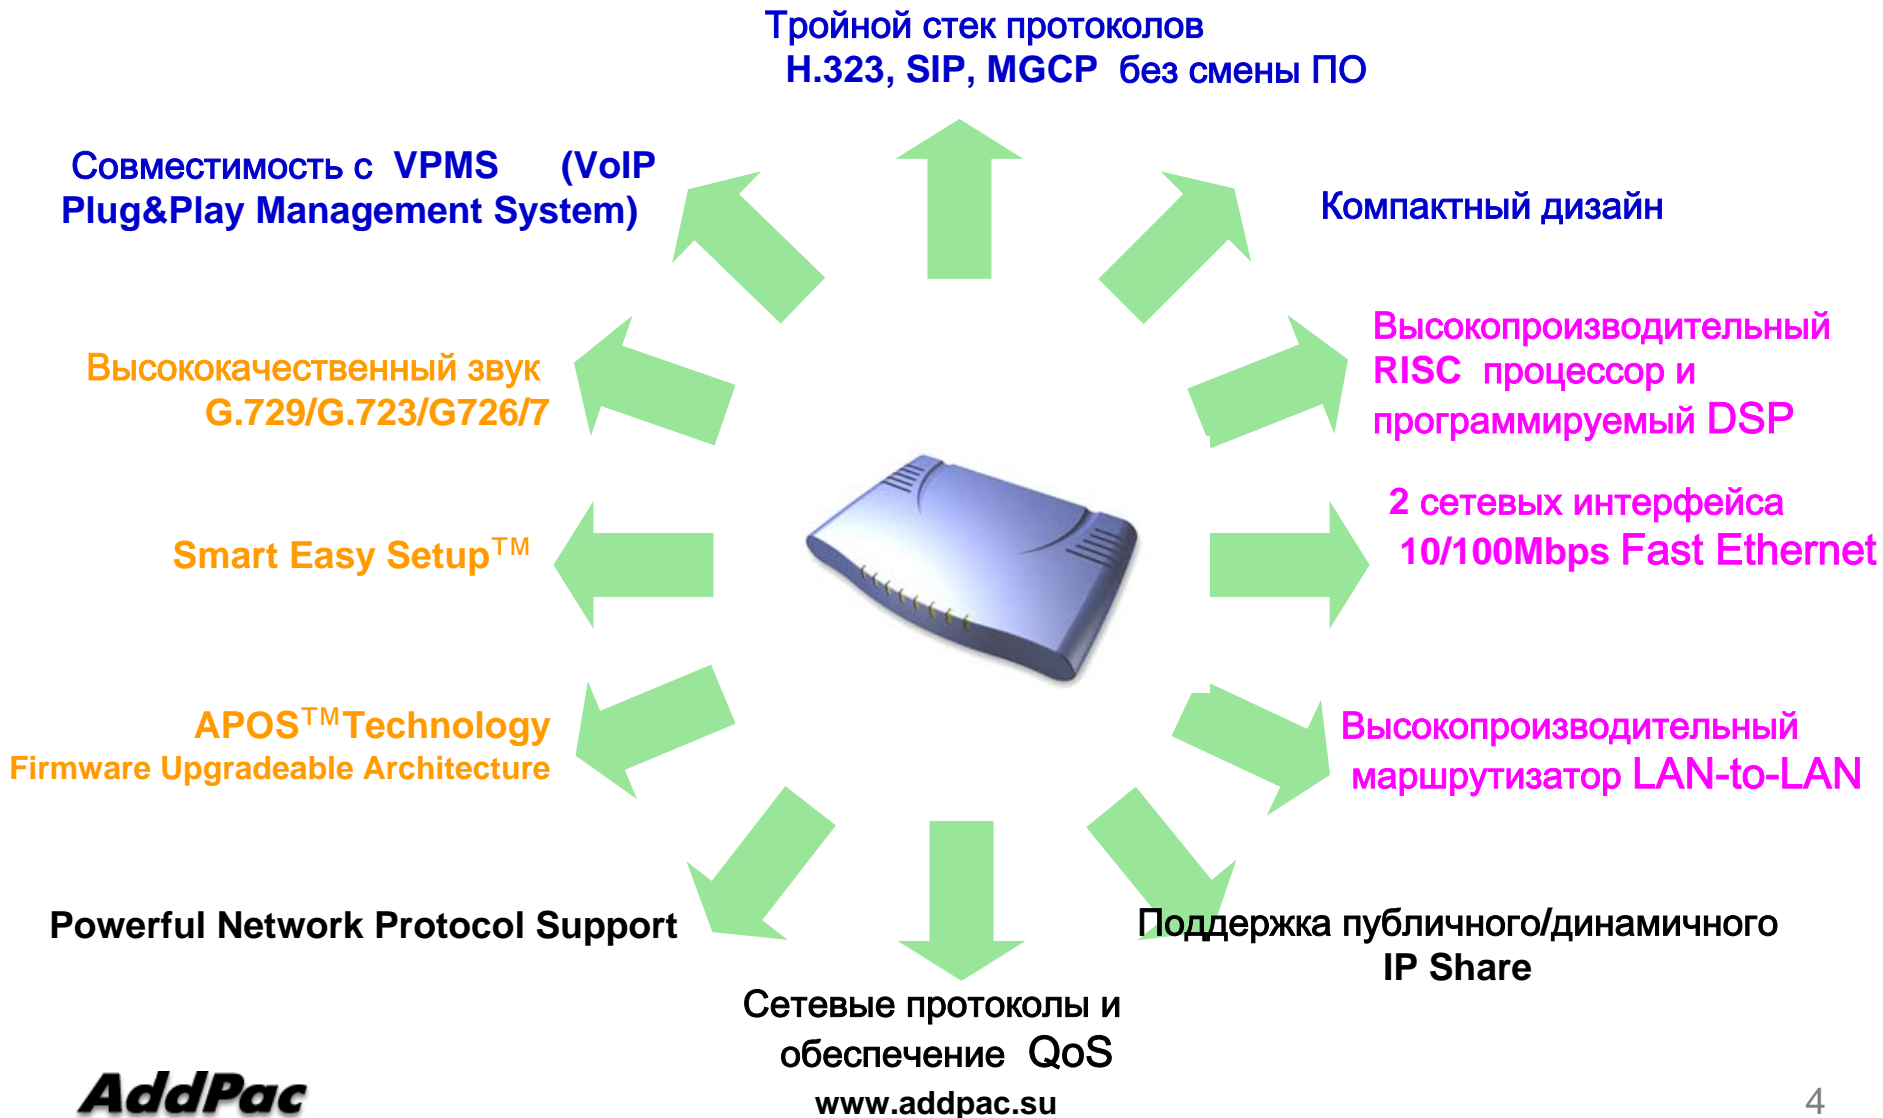 Тройной стек протоколов
H.323, SIP, MGCP без смены ПО
Совместимость с VPMS (VoIP
Plug&Play Management System)
Компактный дизайн
Высококачественный звук
G.729/G.723/G726/7
Высокопроизводительный
RISC процессор и
программируемый DSP
Smart Easy Setup™
2 сетевых интерфейса
10/100Mbps Fast Ethernet
APOS™Technology
Firmware Upgradeable Architecture
Высокопроизводительный
маршрутизатор LAN-to-LAN
Powerful Network Protocol Support
Поддержка публичного/динамичного
IP Share
Сетевые протоколы и
обеспечение QoS
AddPac
www.addpac.su
4